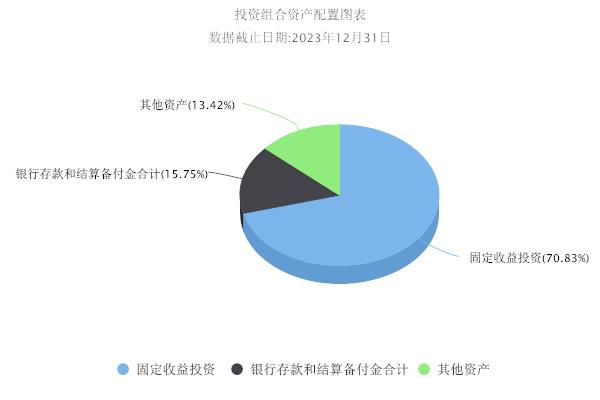 投资组合资产配置图表
数据截止日期:2023年12月31日
其他资产(13.42%)
银行存款和结算备付金合计(15.75%)
固定收益投资(70.83%)
固定收益投资 银行存款和结算备付金合计 其他资产